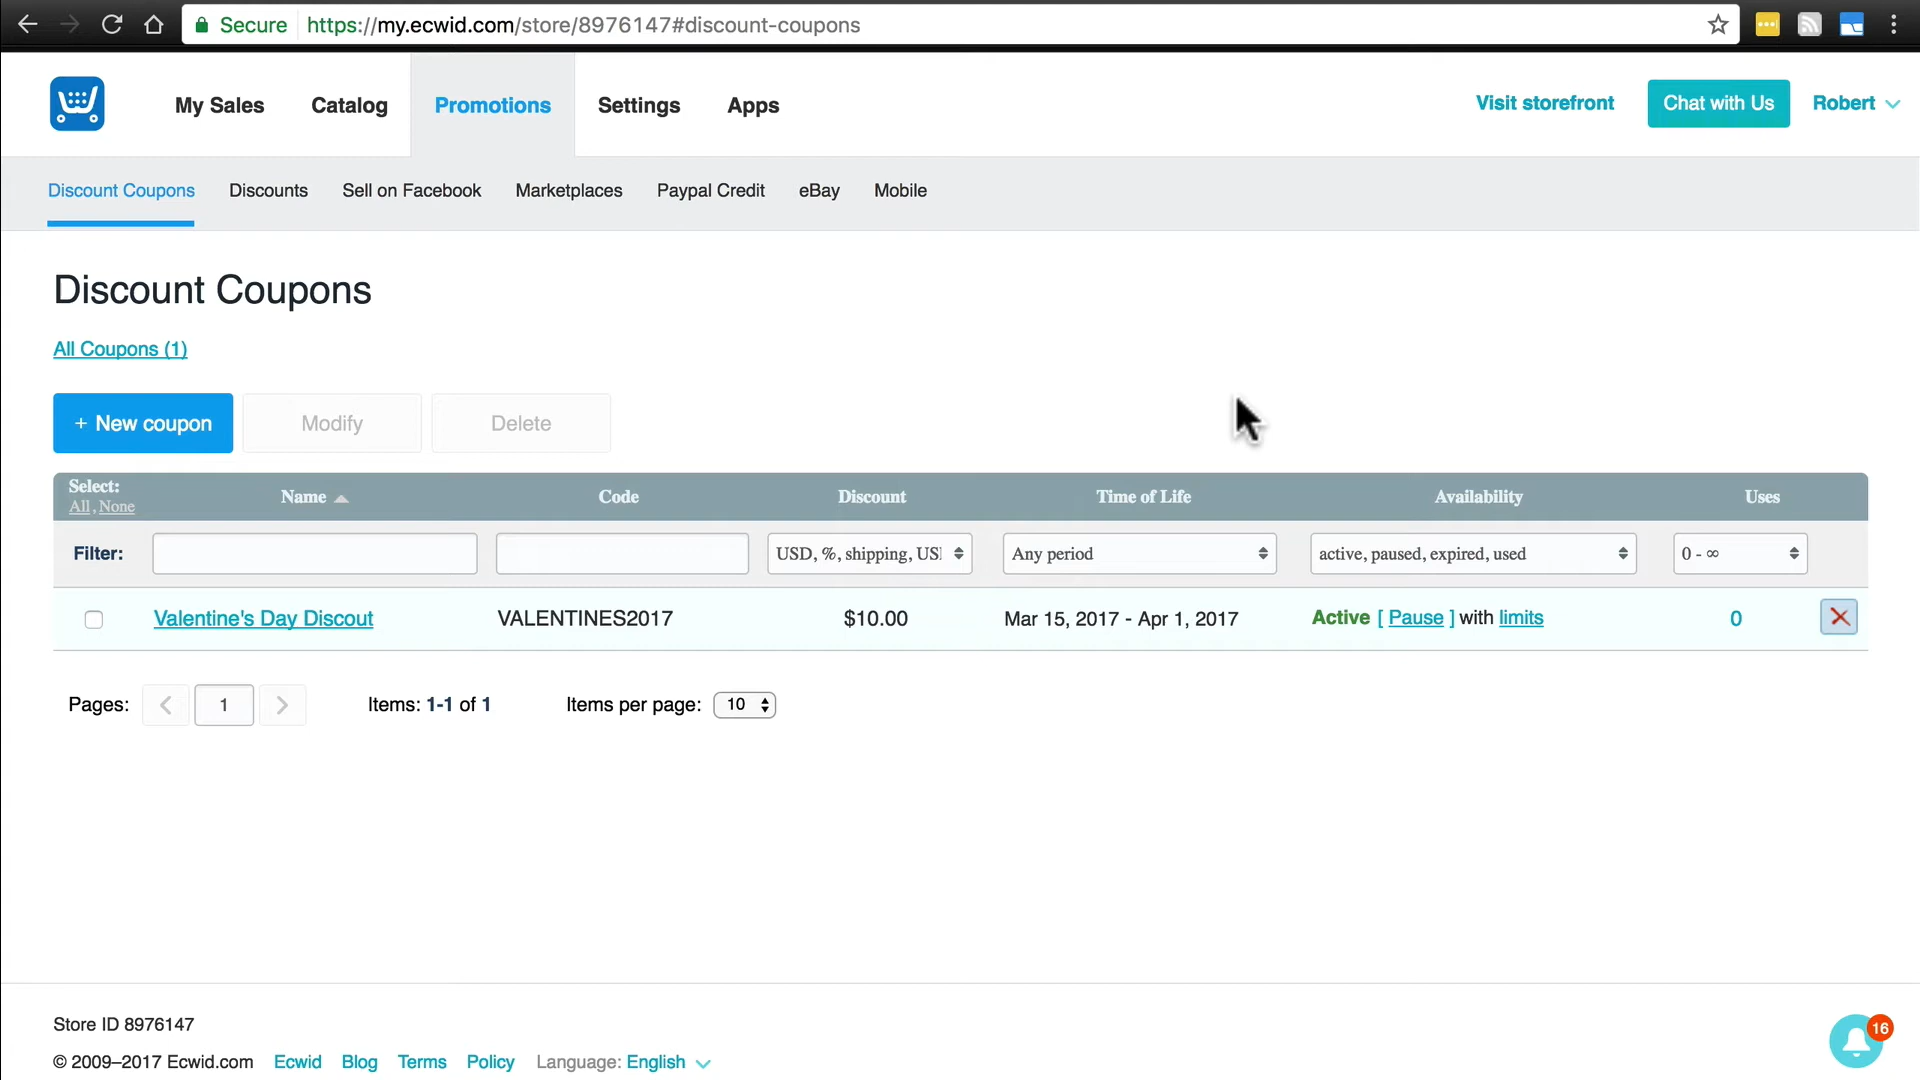 Secure https://my.ecwid.com/store/8976147#discount-coupons
My Sales Catalog Promotions Settings Apps Visit storefront Chat with Us Robert
Discount Coupons Discounts Sell on Facebook Marketplaces Paypal Credit eBay Mobile
Discount Coupons
All Coupons (1)
+ New coupon Modify Delete
Select:
All, None
Name Code Discount Time of Life Availability Uses
Filter: USD, %, shipping, US Any period active, paused, expired, used 0 - ∞
Valentine's Day Discout VALENTINES2017 $10.00 Mar 15, 2017 - Apr 1, 2017 Active [ Pause ] with limits 0
Pages: 1 Items: 1-1 of 1 Items per page: 10
Store ID 8976147
16
© 2009–2017 Ecwid.com Ecwid Blog Terms Policy Language: English